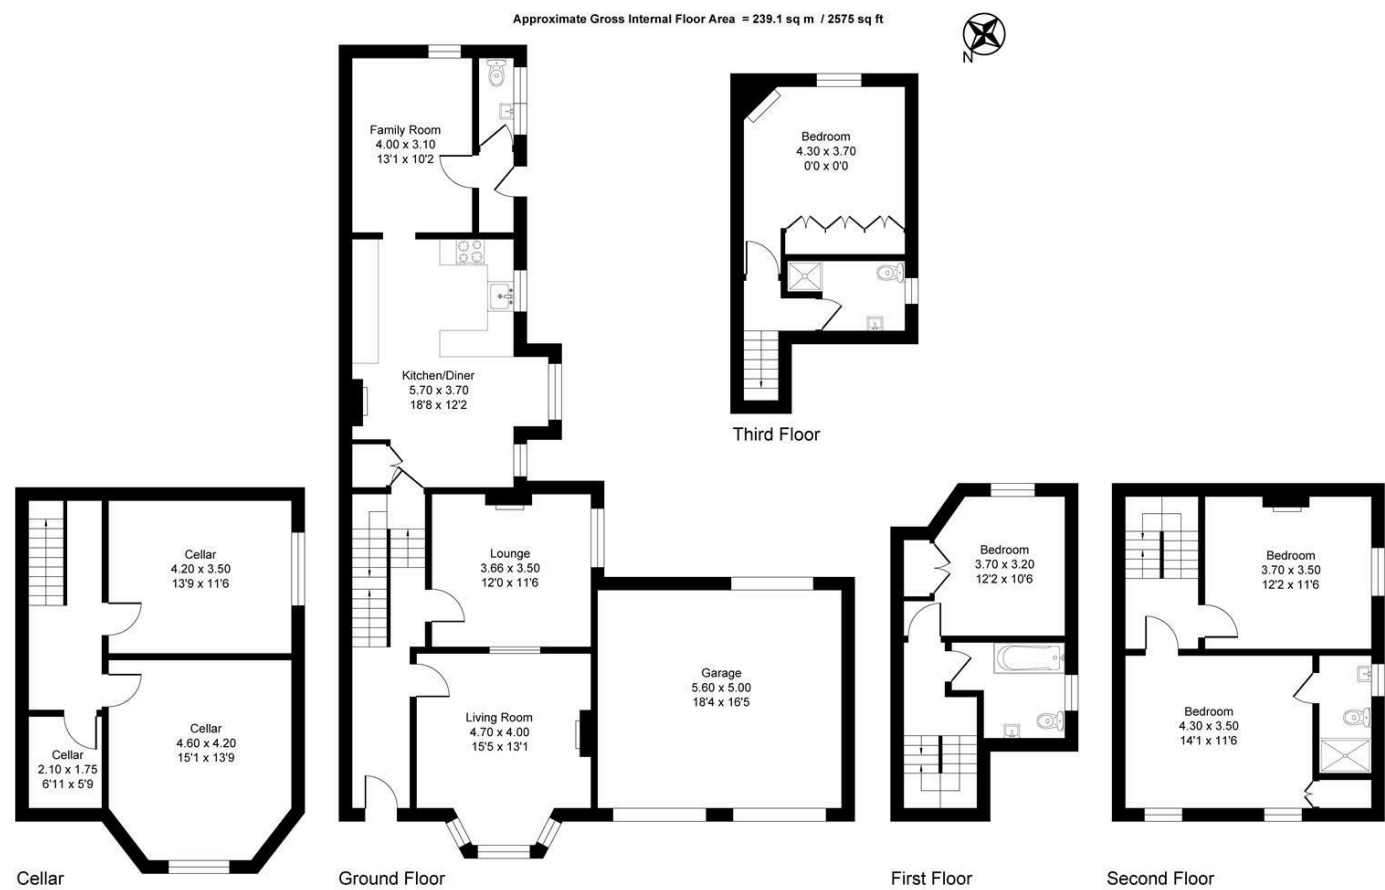 Approximate Gross Internal Floor Area = 239.1 sq m / 2575 sq ft
N
Family Room
4.00 x 3.10
13'1 x 10'2
Kitchen/Diner
5.70 x 3.70
18'8 x 12'2
Lounge
3.66 x 3.50
12'0 x 11'6
Living Room
4.70 x 4.00
15'5 x 13'1
Garage
5.60 x 5.00
18'4 x 16'5
Ground Floor
Bedroom
4.30 x 3.70
0'0 x 0'0
Third Floor
Cellar
4.20 x 3.50
13'9 x 11'6
Cellar
4.60 x 4.20
15'1 x 13'9
Cellar
2.10 x 1.75
6'11 x 5'9
Cellar
Bedroom
3.70 x 3.20
12'2 x 10'6
First Floor
Bedroom
3.70 x 3.50
12'2 x 11'6
Bedroom
4.30 x 3.50
14'1 x 11'6
Second Floor